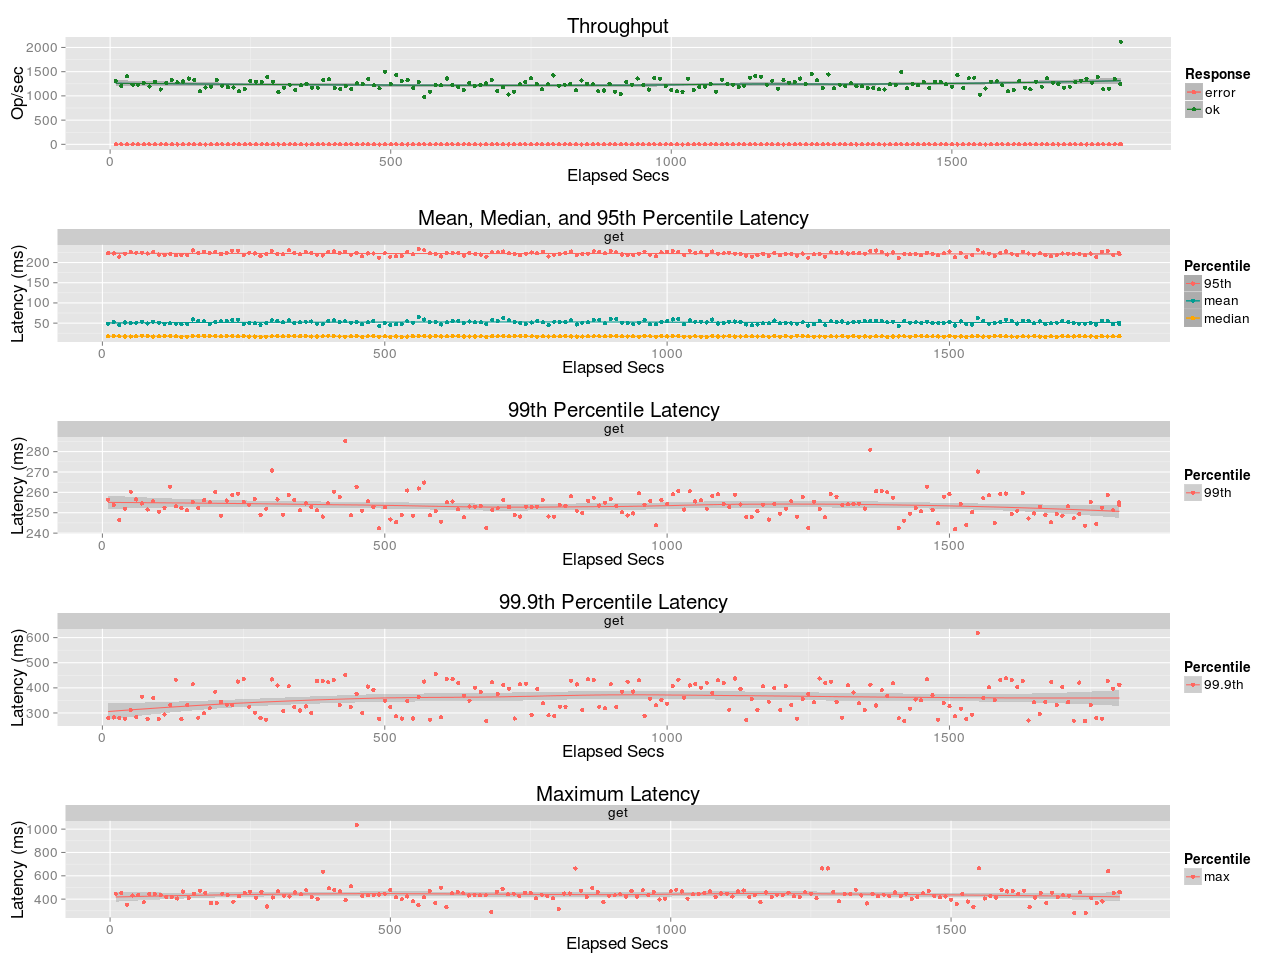 Throughput
Op/sec
2000
1500
1000
500
0
0 500 1000 1500
Elapsed Secs
Response
error
ok
Mean, Median, and 95th Percentile Latency
get
Latency (ms)
200
150
100
50
0 500 1000 1500
Elapsed Secs
Percentile
95th
mean
median
99th Percentile Latency
get
Latency (ms)
280
270
260
250
240
0 500 1000 1500
Elapsed Secs
Percentile
99th
99.9th Percentile Latency
get
Latency (ms)
600
500
400
300
0 500 1000 1500
Elapsed Secs
Percentile
99.9th
Maximum Latency
get
Latency (ms)
1000
800
600
400
0 500 1000 1500
Elapsed Secs
Percentile
max